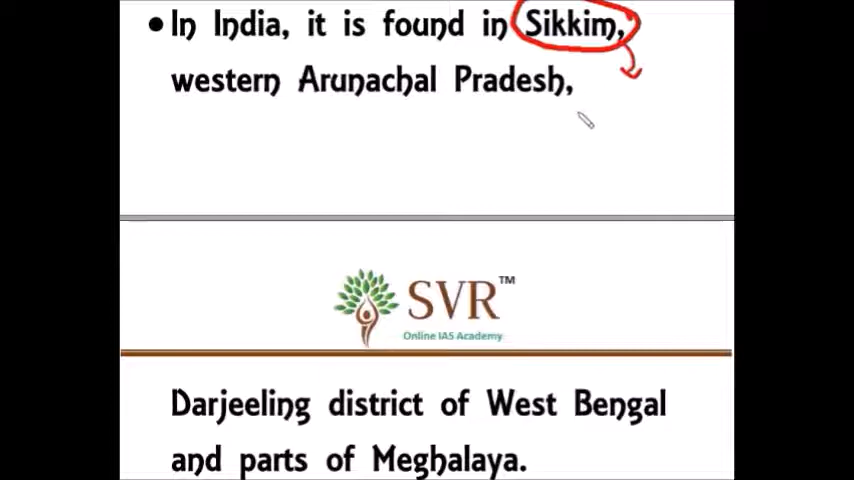 • In India, it is found in Sikkim,
western Arunachal Pradesh,
SVR™
Online IAS Academy
Darjeeling district of West Bengal
and parts of Meghalaya.